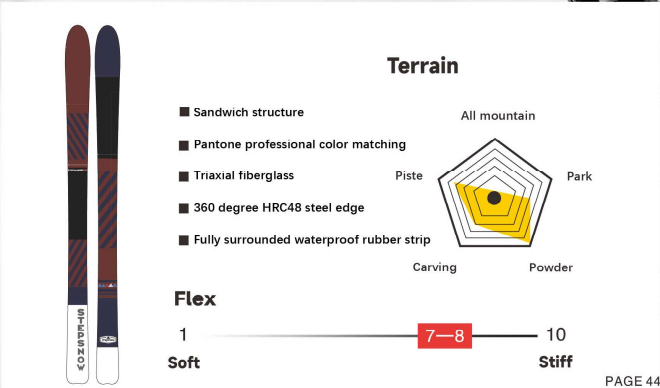 Terrain
■ Sandwich structure
■ Pantone professional color matching
■ Triaxial fiberglass
■ 360 degree HRC48 steel edge
■ Fully surrounded waterproof rubber strip
All mountain
Piste
Park
Carving
Powder
Flex
1
7—8
10
Soft
Stiff
STEPSNOW
PAGE 44